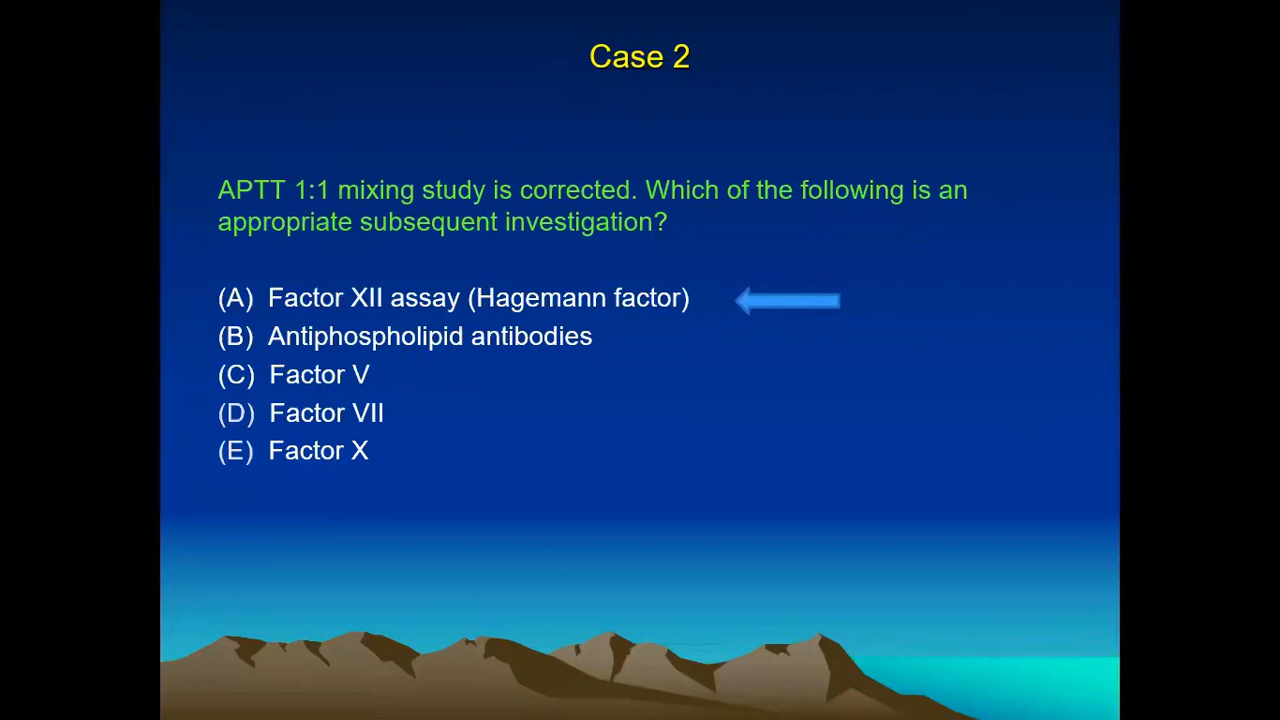 Case 2
APTT 1:1 mixing study is corrected. Which of the following is an
appropriate subsequent investigation?
(A) Factor XII assay (Hagemann factor)
(B) Antiphospholipid antibodies
(C) Factor V
(D) Factor VII
(E) Factor X